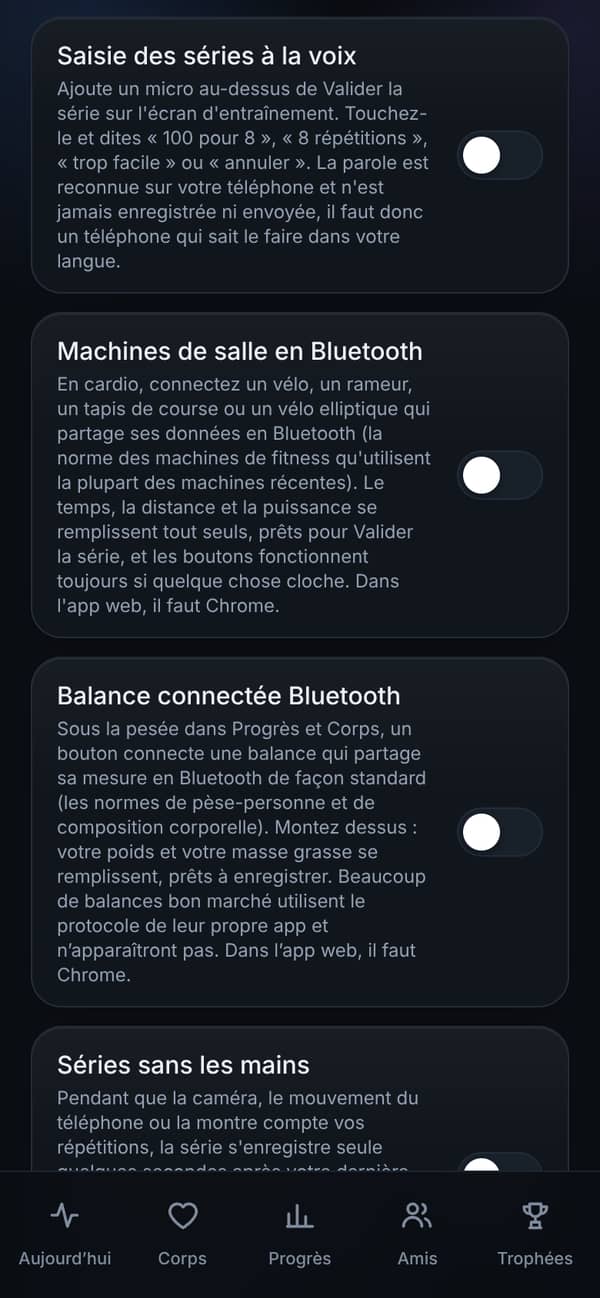 Saisie des séries à la voix
Ajoute un micro au-dessus de Valider la
série sur l'écran d'entraînement. Touchez-
le et dites « 100 pour 8 », « 8 répétitions »,
« trop facile » ou « annuler ». La parole est
reconnue sur votre téléphone et n'est
jamais enregistrée ni envoyée, il faut donc
un téléphone qui sait le faire dans votre
langue.
Machines de salle en Bluetooth
En cardio, connectez un vélo, un rameur,
un tapis de course ou un vélo elliptique qui
partage ses données en Bluetooth (la
norme des machines de fitness qu'utilisent
la plupart des machines récentes). Le
temps, la distance et la puissance se
remplissent tout seuls, prêts pour Valider
la série, et les boutons fonctionnent
toujours si quelque chose cloche. Dans
l'app web, il faut Chrome.
Balance connectée Bluetooth
Sous la pesée dans Progrès et Corps, un
bouton connecte une balance qui partage
sa mesure en Bluetooth de façon standard
(les normes de pèse-personne et de
composition corporelle). Montez dessus :
votre poids et votre masse grasse se
remplissent, prêts à enregistrer. Beaucoup
de balances bon marché utilisent le
protocole de leur propre app et
n’apparaîtront pas. Dans l’app web, il faut
Chrome.
Séries sans les mains
Pendant que la caméra, le mouvement du
téléphone ou la montre compte vos
répétitions, la série s'enregistre seule
quelques secondes après votre dernière
Aujourd’hui
Corps
Progrès
Amis
Trophées